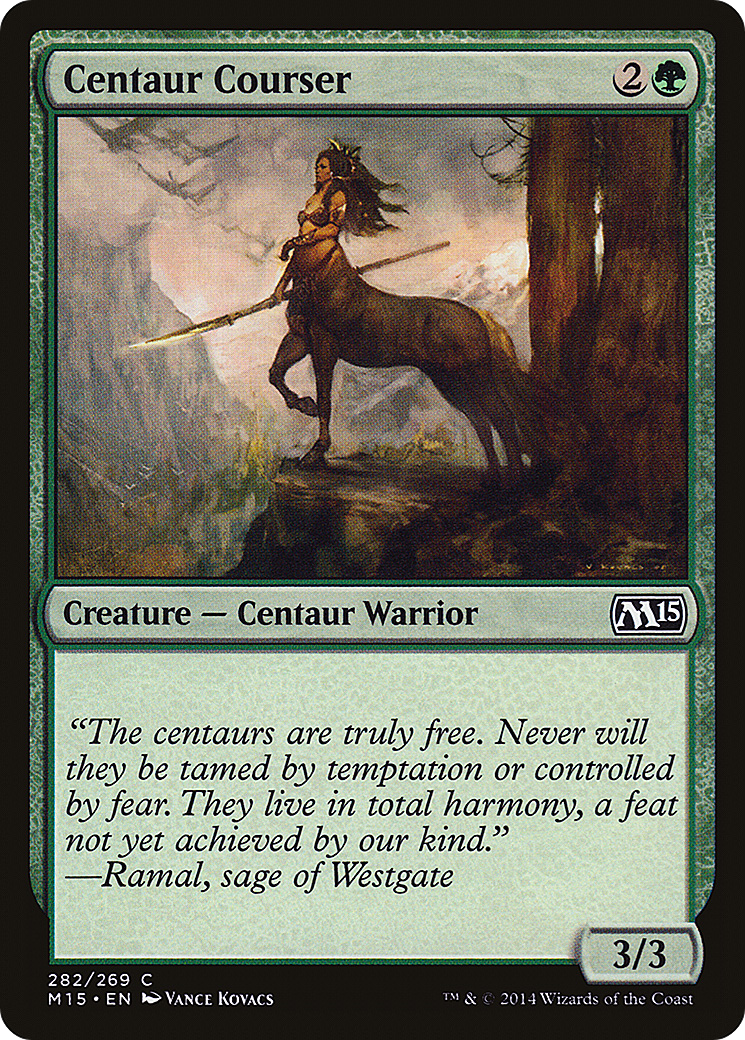 Centaur Courser 2
V KOVACS
Creature — Centaur Warrior M15
“The centaurs are truly free. Never will
they be tamed by temptation or controlled
by fear. They live in total harmony, a feat
not yet achieved by our kind.”
—Ramal, sage of Westgate
3/3
282/269 C
M15 • EN Vance Kovacs ™ & © 2014 Wizards of the Coast